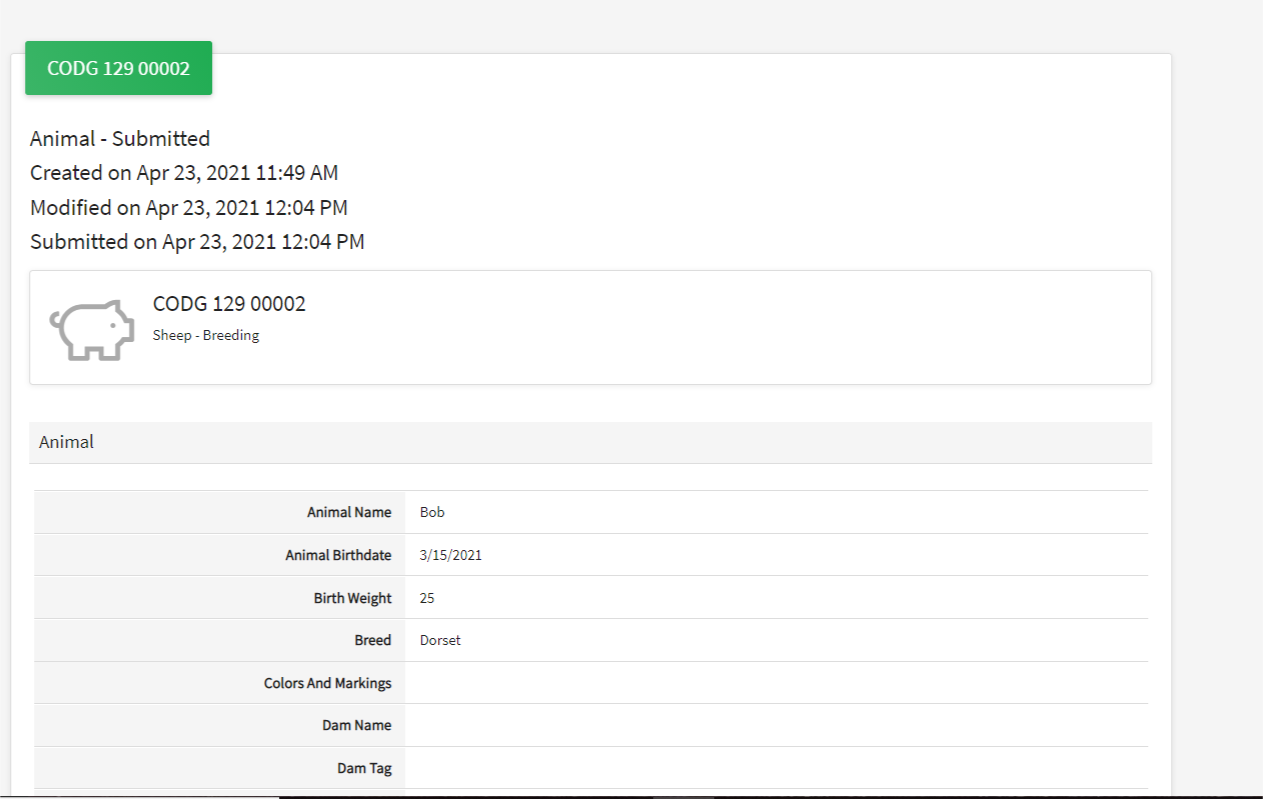 CODG 129 00002
Animal - Submitted
Created on Apr 23, 2021 11:49 AM
Modified on Apr 23, 2021 12:04 PM
Submitted on Apr 23, 2021 12:04 PM
CODG 129 00002
Sheep - Breeding
Animal
Animal Name Bob
Animal Birthdate 3/15/2021
Birth Weight 25
Breed Dorset
Colors And Markings
Dam Name
Dam Tag